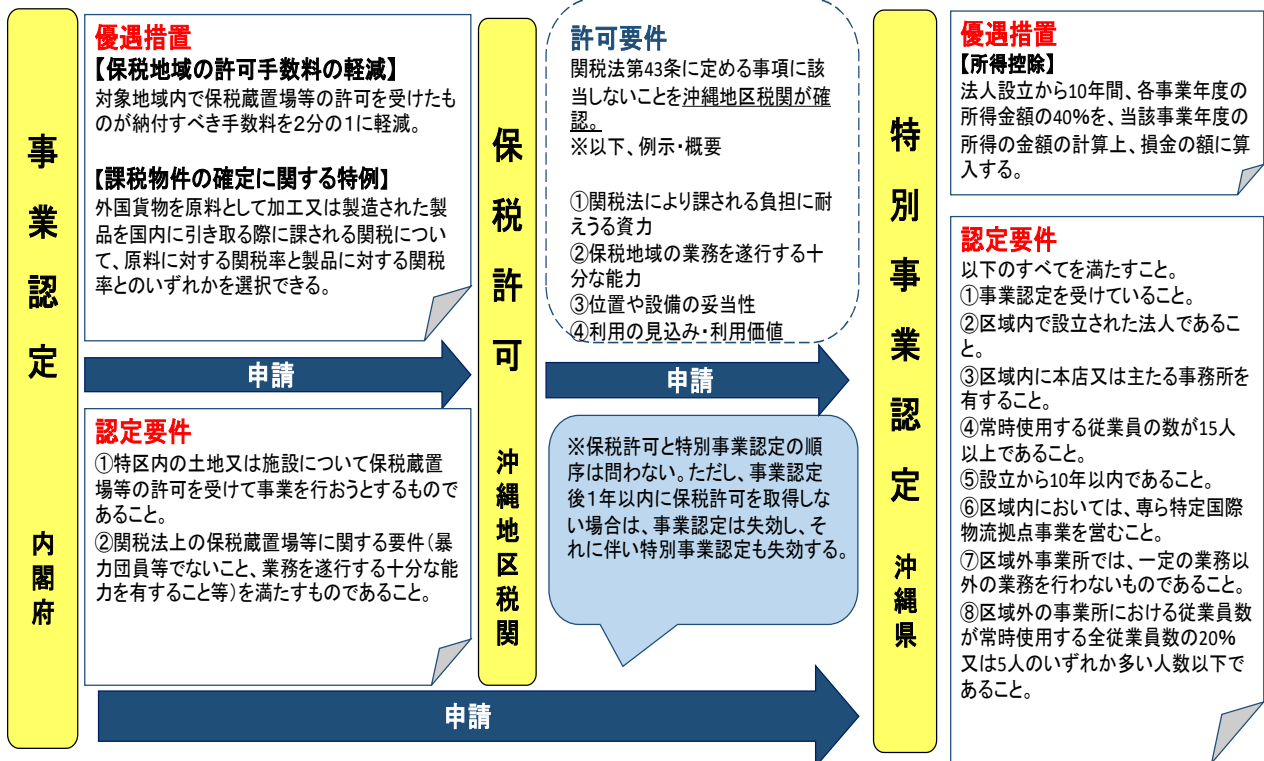 事業認定
内閣府
優遇措置
【保税地域の許可手数料の軽減】
対象地域内で保税蔵置場等の許可を受けたも
のが納付すべき手数料を2分の1に軽減。
【課税物件の確定に関する特例】
外国貨物を原料として加工又は製造された製
品を国内に引き取る際に課される関税につい
て、原料に対する関税率と製品に対する関税
率とのいずれかを選択できる。
申請
認定要件
①特区内の土地又は施設について保税蔵置
場等の許可を受けて事業を行おうとするもので
あること。
②関税法上の保税蔵置場等に関する要件(暴
力団員等でないこと、業務を遂行する十分な能
力を有すること等)を満たすものであること。
保税許可
沖縄地区税関
許可要件
関税法第43条に定める事項に該
当しないことを沖縄地区税関が確
認。
※以下、例示・概要
①関税法により課される負担に耐
えうる資力
②保税地域の業務を遂行する十
分な能力
③位置や設備の妥当性
④利用の見込み・利用価値
申請
※保税許可と特別事業認定の順
序は問わない。ただし、事業認定
後1年以内に保税許可を取得しな
い場合は、事業認定は失効し、そ
れに伴い特別事業認定も失効する。
申請
特別事業認定
沖縄県
優遇措置
【所得控除】
法人設立から10年間、各事業年度の
所得金額の40%を、当該事業年度の
所得の金額の計算上、損金の額に算
入する。
認定要件
以下のすべてを満たすこと。
①事業認定を受けていること。
②区域内で設立された法人であるこ
と。
③区域内に本店又は主たる事務所を
有すること。
④常時使用する従業員の数が15人
以上であること。
⑤設立から10年以内であること。
⑥区域内においては、専ら特定国際
物流拠点事業を営むこと。
⑦区域外事業所では、一定の業務以
外の業務を行わないものであること。
⑧区域外の事業所における従業員数
が常時使用する全従業員数の20%
又は5人のいずれか多い人数以下で
あること。